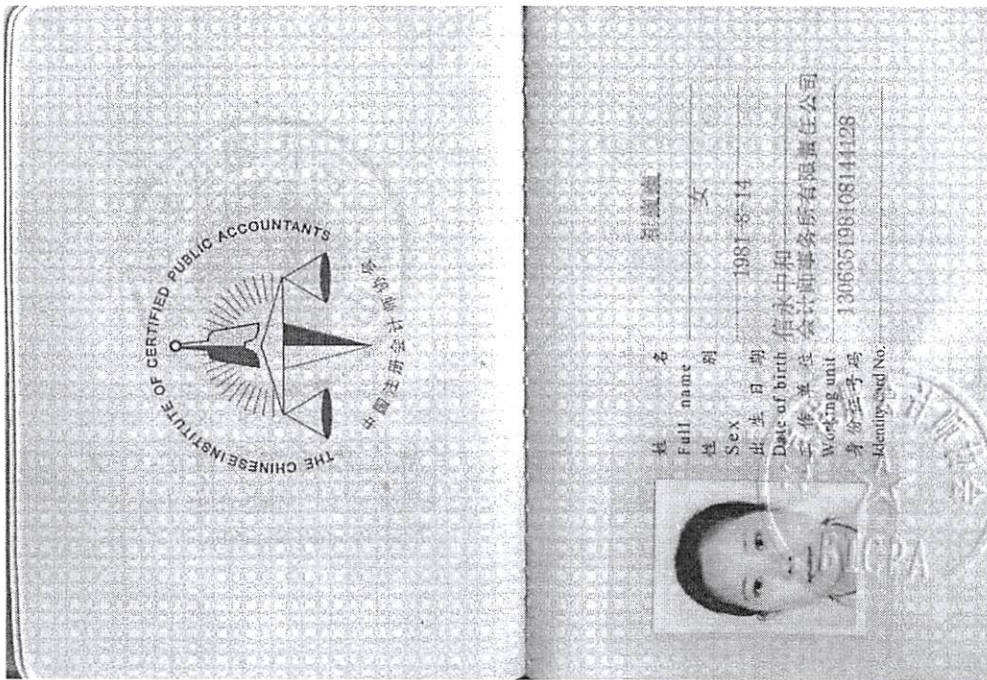 THE CHINESE INSTITUTE OF CERTIFIED PUBLIC ACCOUNTANTS
中国注册会计师协会
姓名
Full name
性别
女
Sex
出生日期
1981-8-14
Date of birth
工作单位
信永中和
会计师事务所有限责任公司
Working unit
身份证号码
Identity card No.
BICPA